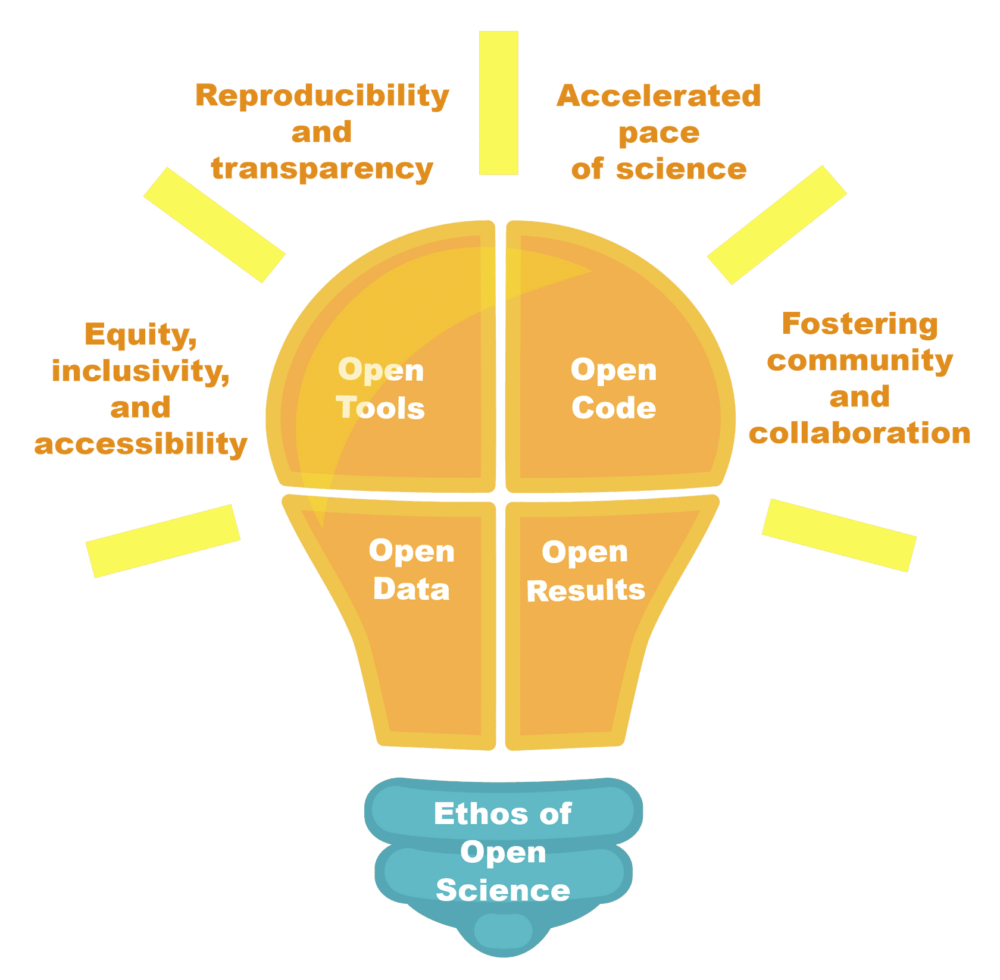 Reproducibility
and
transparency
Accelerated
pace
of science
Equity,
inclusivity,
and
accessibility
Fostering
community
and
collaboration
Open
Tools
Open
Code
Open
Data
Open
Results
Ethos of
Open
Science